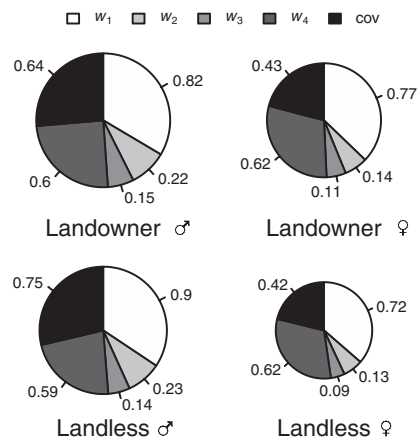 w₁ w₂ w₃ w₄ cov
0.64 0.82 0.6 0.15 0.22
Landowner ♂
0.43 0.77 0.62 0.11 0.14
Landowner ♀
0.75 0.9 0.59 0.14 0.23
Landless ♂
0.42 0.72 0.62 0.09 0.13
Landless ♀